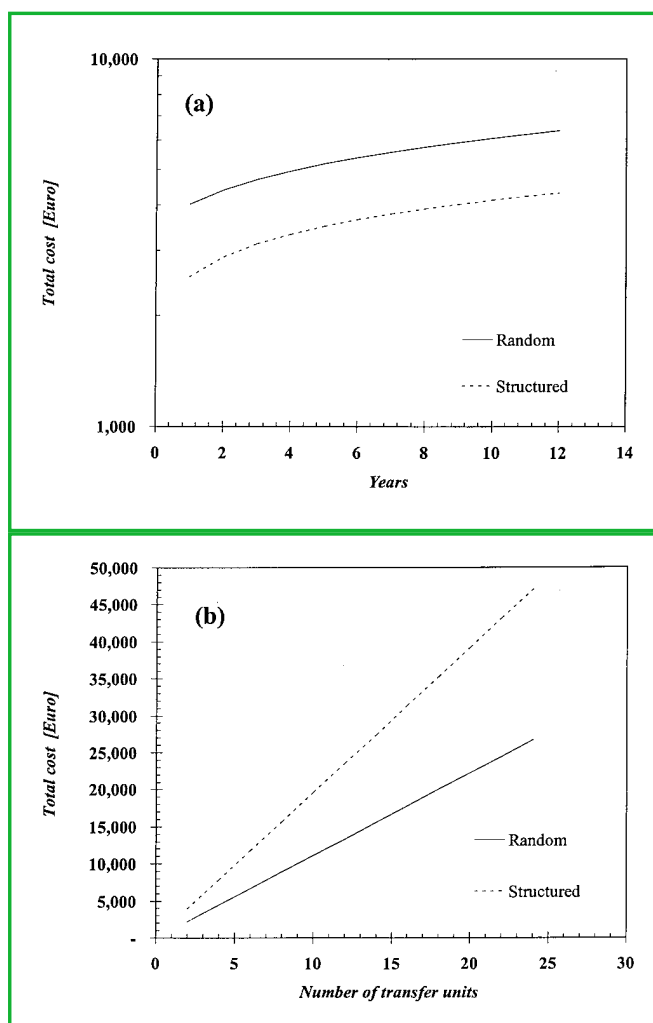 10,000
(a)
Total cost [Euro]
Random
Structured
1,000
0 2 4 6 8 10 12 14
Years
50,000
45,000
(b)
40,000
35,000
30,000
Total cost [Euro]
25,000
20,000
15,000
Random
10,000
Structured
5,000
-
0 5 10 15 20 25 30
Number of transfer units